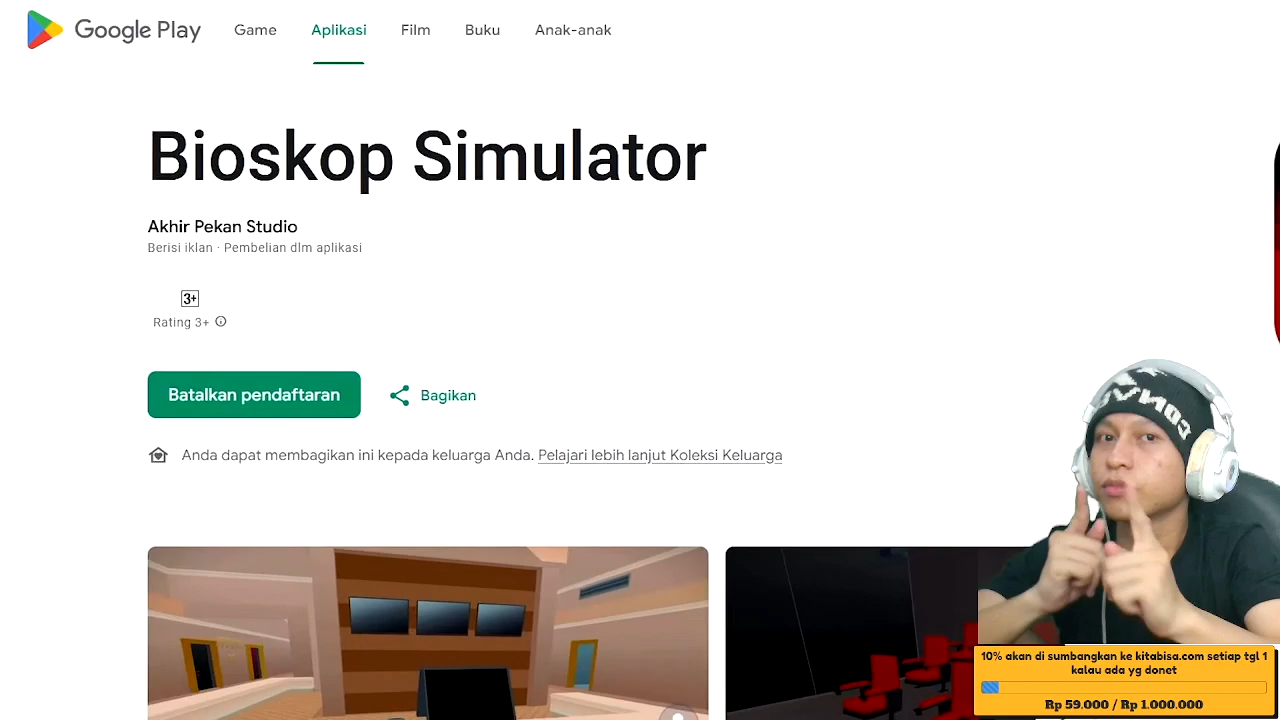 Google Play
Game
Aplikasi
Film
Buku
Anak-anak
Bioskop Simulator
Akhir Pekan Studio
Berisi iklan · Pembelian dlm aplikasi
3+
Rating 3+
Batalkan pendaftaran
Bagikan
Anda dapat membagikan ini kepada keluarga Anda. Pelajari lebih lanjut Koleksi Keluarga
10% akan di sumbangkan ke kitabisa.com setiap tgl 1
kalau ada yg donet
Rp 59.000 / Rp 1.000.000